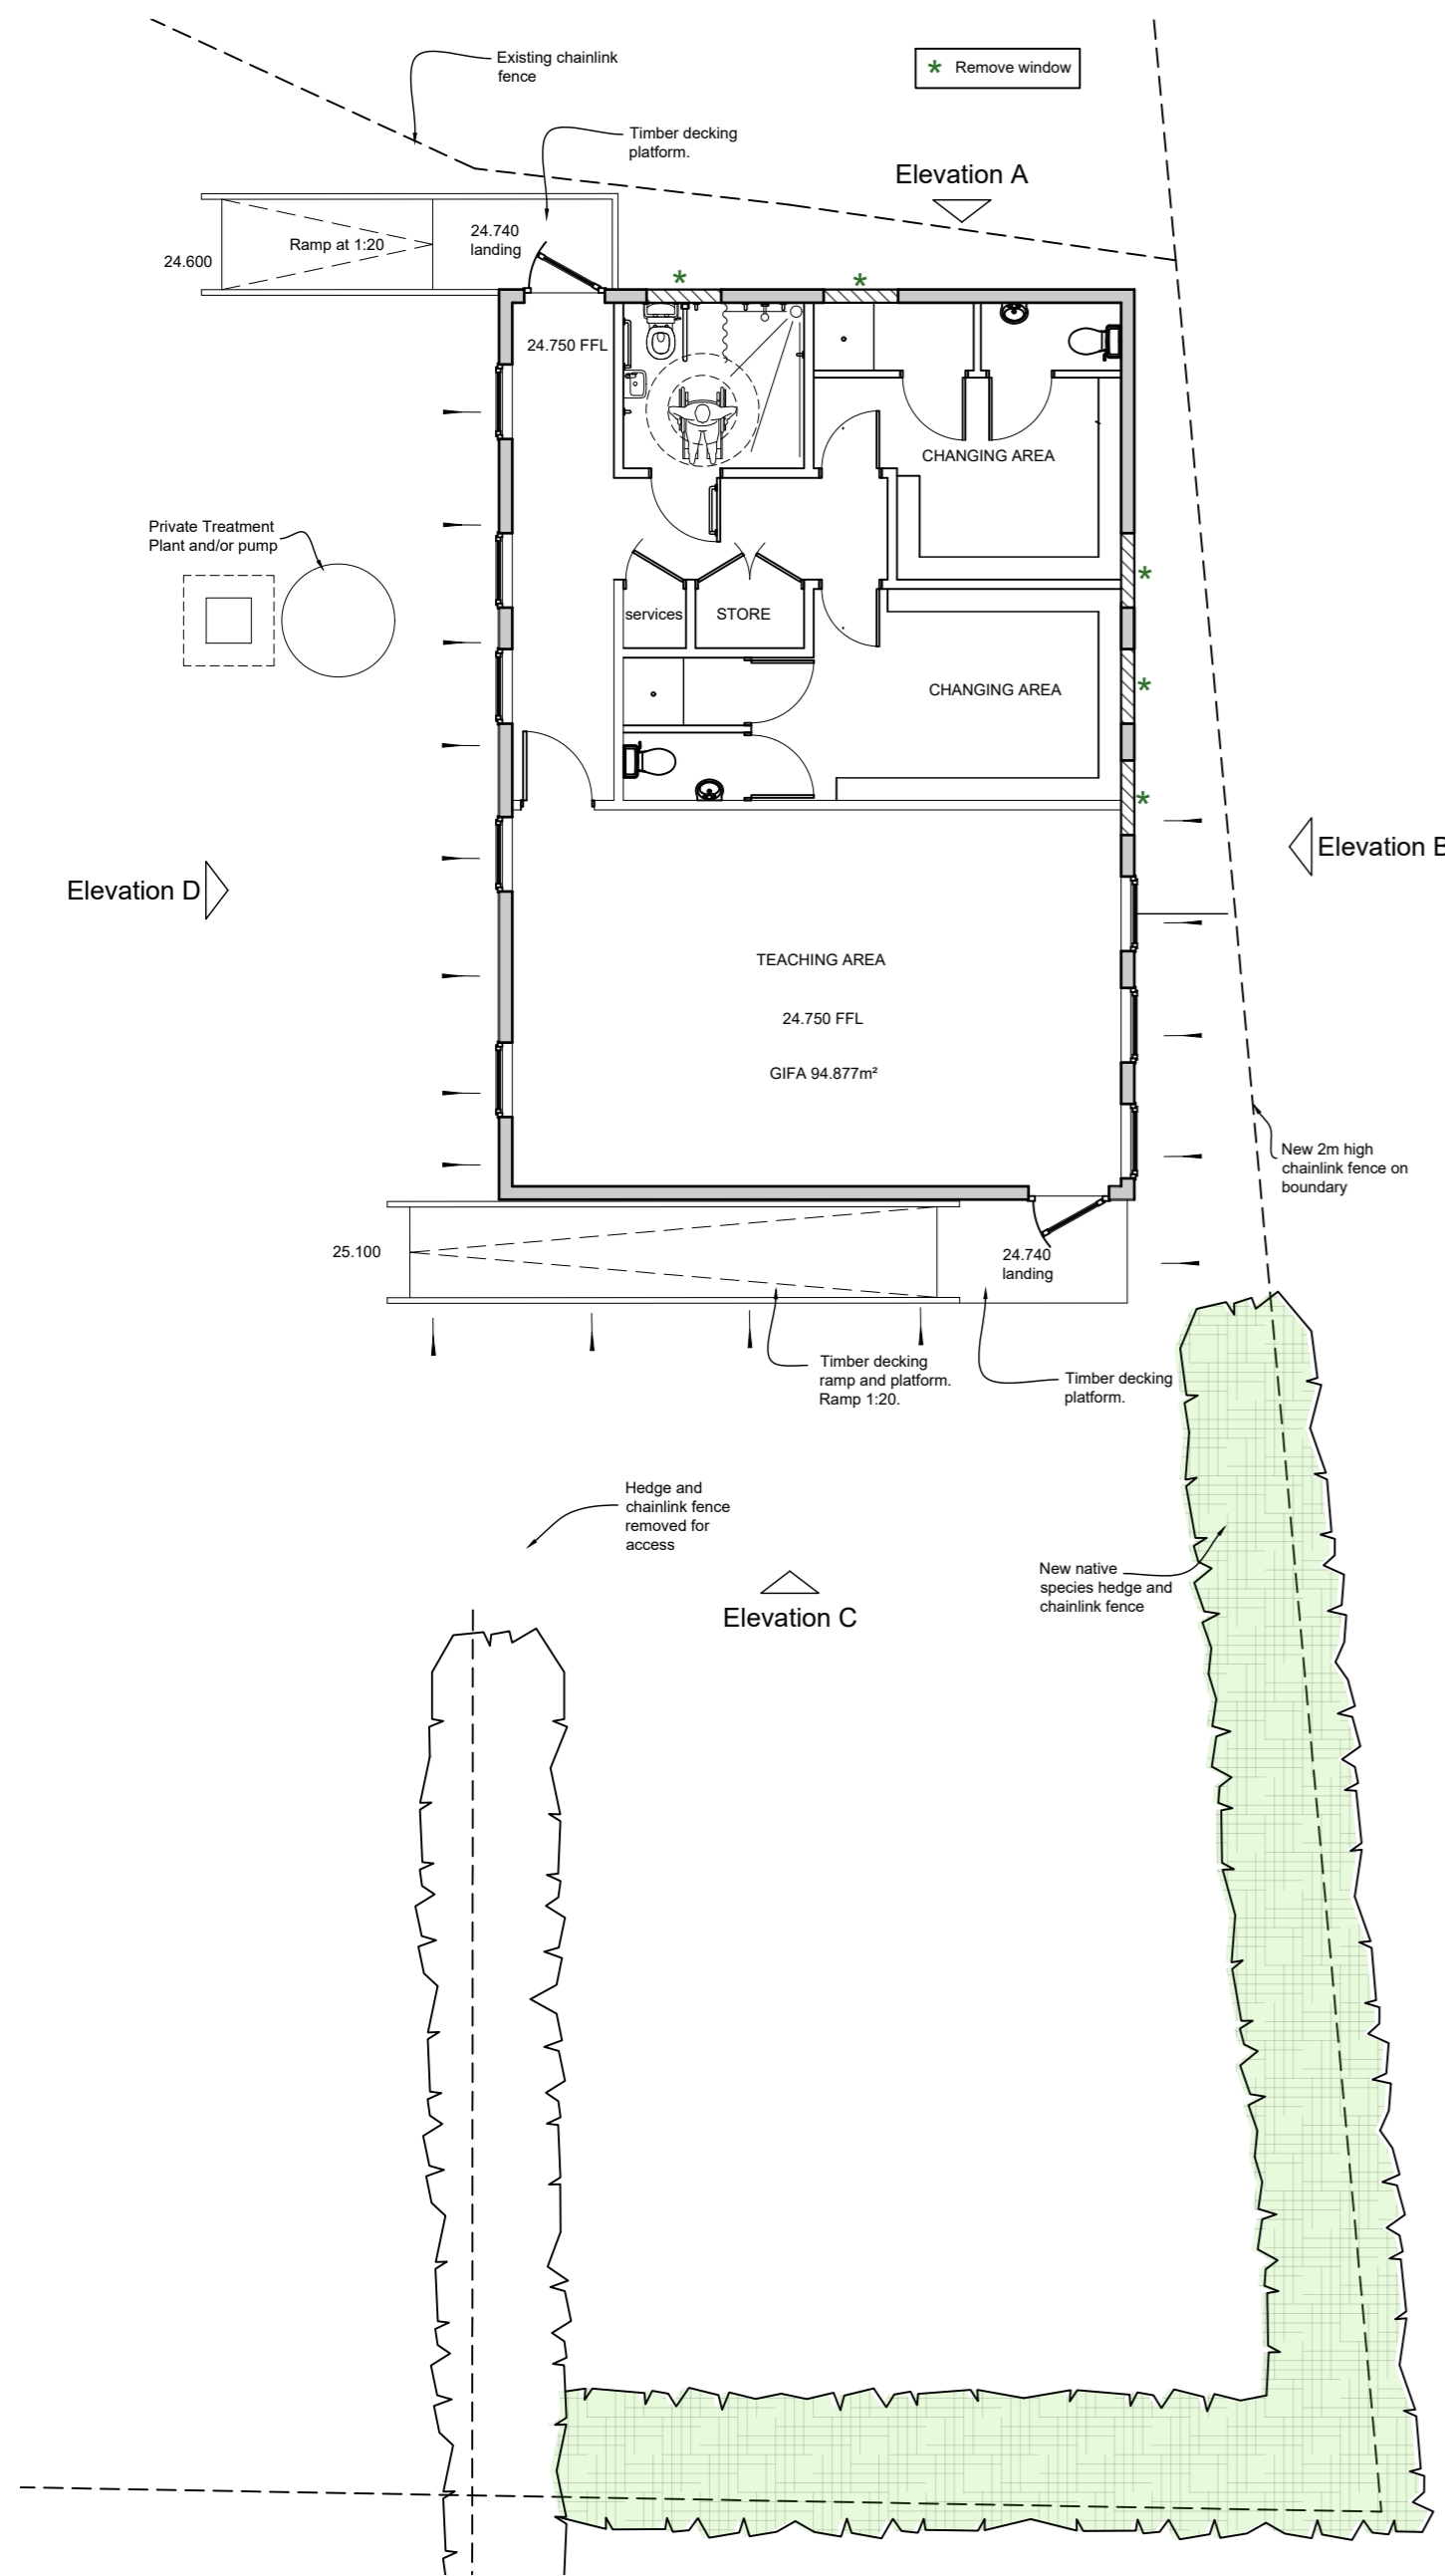 Existing chainlink
fence
* Remove window
Timber decking
platform.
Elevation A
24.740
landing
Ramp at 1:20
24.600
24.750 FFL
CHANGING AREA
Private Treatment
Plant and/or pump
services
STORE
CHANGING AREA
Elevation D
Elevation B
TEACHING AREA
24.750 FFL
GIFA 94.877m²
New 2m high
chainlink fence on
boundary
25.100
24.740
landing
Timber decking
ramp and platform.
Ramp 1:20.
Timber decking
platform.
Hedge and
chainlink fence
removed for
access
New native
species hedge and
chainlink fence
Elevation C